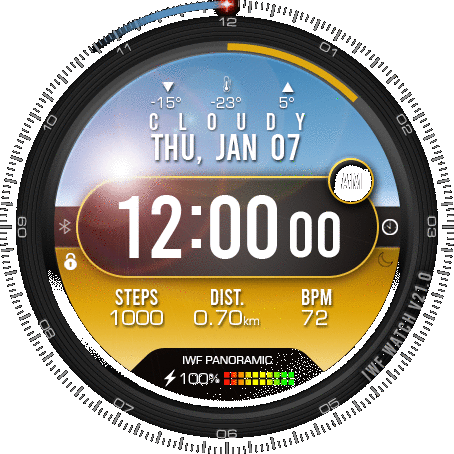 12
01
02
03
05
06
07
08
09
10
11
-15° -23° 5°
CLOUDY
THU, JAN 07
12:00 00
STEPS DIST. BPM
1000 0.70km 72
IWF PANORAMIC
100%
IWF WATCH V21.0